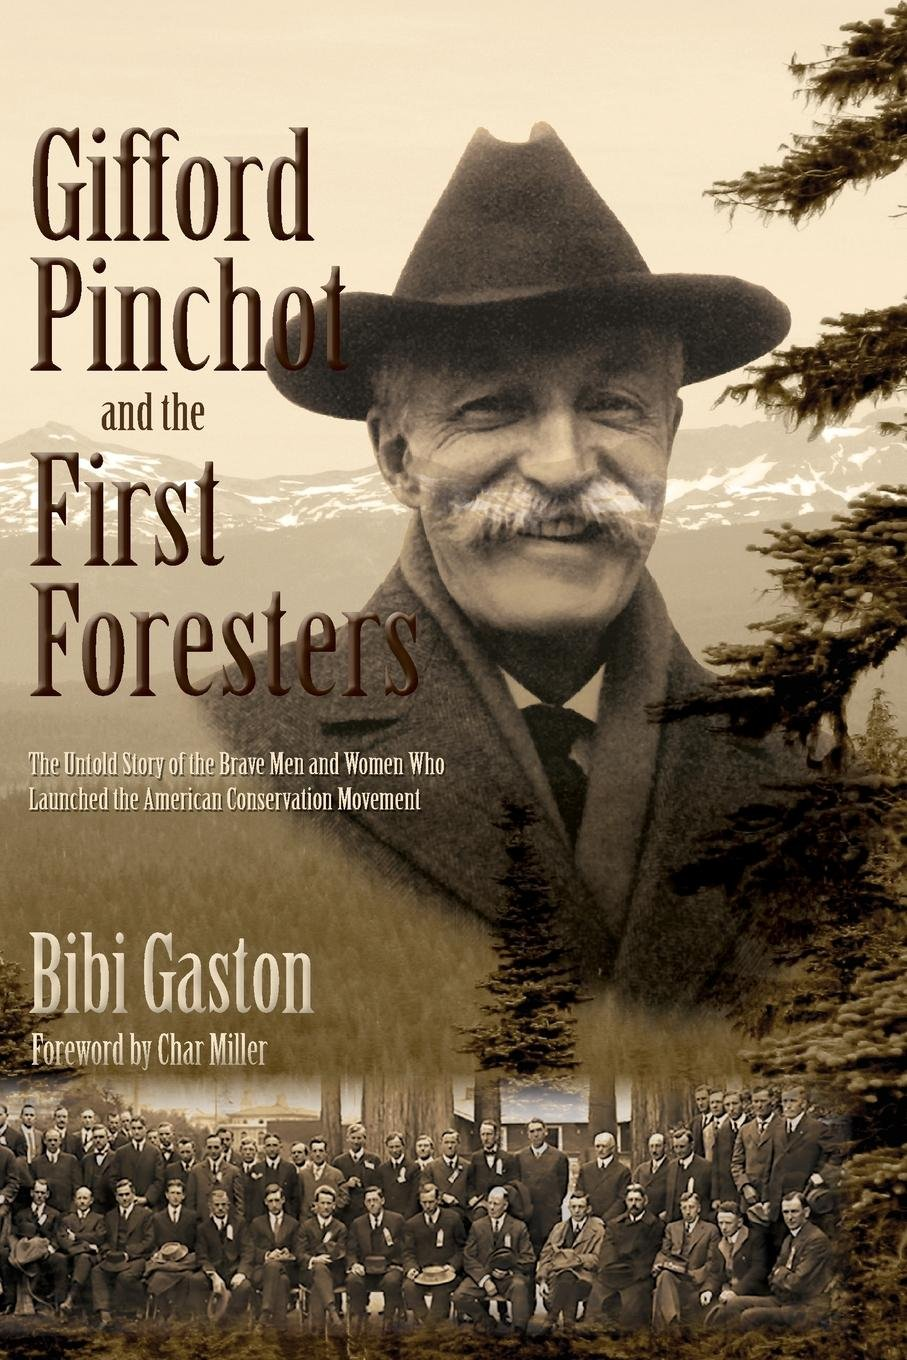 Gifford
Pinchot
and the
First
Foresters
The Untold Story of the Brave Men and Women Who
Launched the American Conservation Movement
Bibi Gaston
Foreword by Char Miller